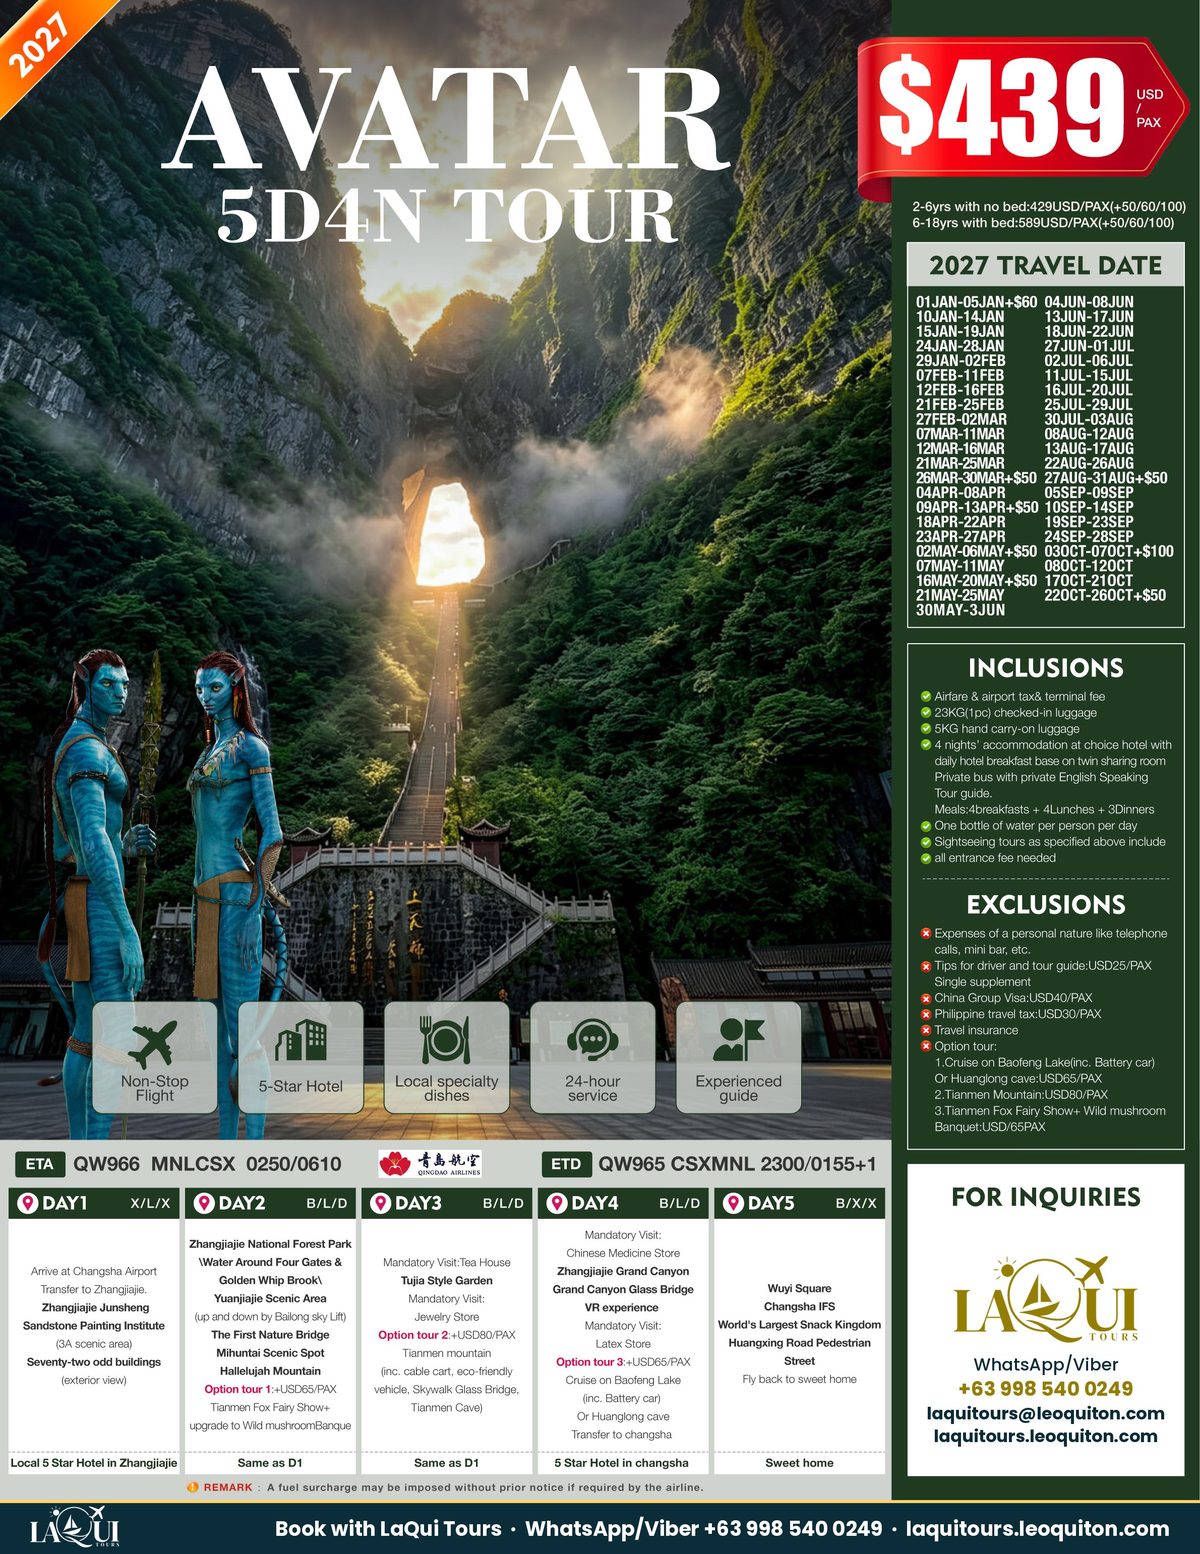 2027
AVATAR
5D4N TOUR
$439
USD
/
PAX
2-6yrs with no bed:429USD/PAX(+50/60/100)
6-18yrs with bed:589USD/PAX(+50/60/100)
2027 TRAVEL DATE
01JAN-05JAN+$60
10JAN-14JAN
15JAN-19JAN
24JAN-28JAN
29JAN-02FEB
07FEB-11FEB
12FEB-16FEB
21FEB-25FEB
27FEB-02MAR
07MAR-11MAR
12MAR-16MAR
21MAR-25MAR
26MAR-30MAR+$50
04APR-08APR
09APR-13APR+$50
18APR-22APR
23APR-27APR
02MAY-06MAY+$50
07MAY-11MAY
16MAY-20MAY+$50
21MAY-25MAY
30MAY-3JUN
04JUN-08JUN
13JUN-17JUN
18JUN-22JUN
27JUN-01JUL
02JUL-06JUL
11JUL-15JUL
16JUL-20JUL
25JUL-29JUL
30JUL-03AUG
08AUG-12AUG
13AUG-17AUG
22AUG-26AUG
27AUG-31AUG+$50
05SEP-09SEP
10SEP-14SEP
19SEP-23SEP
24SEP-28SEP
03OCT-07OCT+$100
08OCT-12OCT
17OCT-21OCT
22OCT-26OCT+$50
INCLUSIONS
Airfare & airport tax& terminal fee
23KG(1pc) checked-in luggage
5KG hand carry-on luggage
4 nights' accommodation at choice hotel with
daily hotel breakfast base on twin sharing room
Private bus with private English Speaking
Tour guide.
Meals:4breakfasts + 4Lunches + 3Dinners
One bottle of water per person per day
Sightseeing tours as specified above include
all entrance fee needed
EXCLUSIONS
Expenses of a personal nature like telephone
calls, mini bar, etc.
Tips for driver and tour guide:USD25/PAX
Single supplement
China Group Visa:USD40/PAX
Philippine travel tax:USD30/PAX
Travel insurance
Option tour:
1.Cruise on Baofeng Lake(inc. Battery car)
Or Huanglong cave:USD65/PAX
2.Tianmen Mountain:USD80/PAX
3.Tianmen Fox Fairy Show+ Wild mushroom
Banquet:USD/65PAX
上天梯
Non-Stop
Flight
5-Star Hotel
Local specialty
dishes
24-hour
service
Experienced
guide
ETA QW966 MNLCSX 0250/0610
青島航空
QINGDAO AIRLINES
ETD QW965 CSXMNL 2300/0155+1
DAY1 X/L/X
Arrive at Changsha Airport
Transfer to Zhangjiajie.
Zhangjiajie Junsheng
Sandstone Painting Institute
(3A scenic area)
Seventy-two odd buildings
(exterior view)
Local 5 Star Hotel in Zhangjiajie
DAY2 B/L/D
Zhangjiajie National Forest Park
\Water Around Four Gates &
Golden Whip Brook\
Yuanjiajie Scenic Area
(up and down by Bailong sky Lift)
The First Nature Bridge
Mihuntai Scenic Spot
Hallelujah Mountain
Option tour 1:+USD65/PAX
Tianmen Fox Fairy Show+
upgrade to Wild mushroomBanque
Same as D1
DAY3 B/L/D
Mandatory Visit:Tea House
Tujia Style Garden
Mandatory Visit:
Jewelry Store
Option tour 2:+USD80/PAX
Tianmen mountain
(inc. cable cart, eco-friendly
vehicle, Skywalk Glass Bridge,
Tianmen Cave)
Same as D1
DAY4 B/L/D
Mandatory Visit:
Chinese Medicine Store
Zhangjiajie Grand Canyon
Grand Canyon Glass Bridge
VR experience
Mandatory Visit:
Latex Store
Option tour 3:+USD65/PAX
Cruise on Baofeng Lake
(inc. Battery car)
Or Huanglong cave
Transfer to changsha
5 Star Hotel in changsha
DAY5 B/X/X
Wuyi Square
Changsha IFS
World's Largest Snack Kingdom
Huangxing Road Pedestrian
Street
Fly back to sweet home
Sweet home
REMARK : A fuel surcharge may be imposed without prior notice if required by the airline.
FOR INQUIRIES
LAQUI
TOURS
WhatsApp/Viber
+63 998 540 0249
laquitours@leoquiton.com
laquitours.leoquiton.com
LAQUI
TOURS
Book with LaQui Tours · WhatsApp/Viber +63 998 540 0249 · laquitours.leoquiton.com